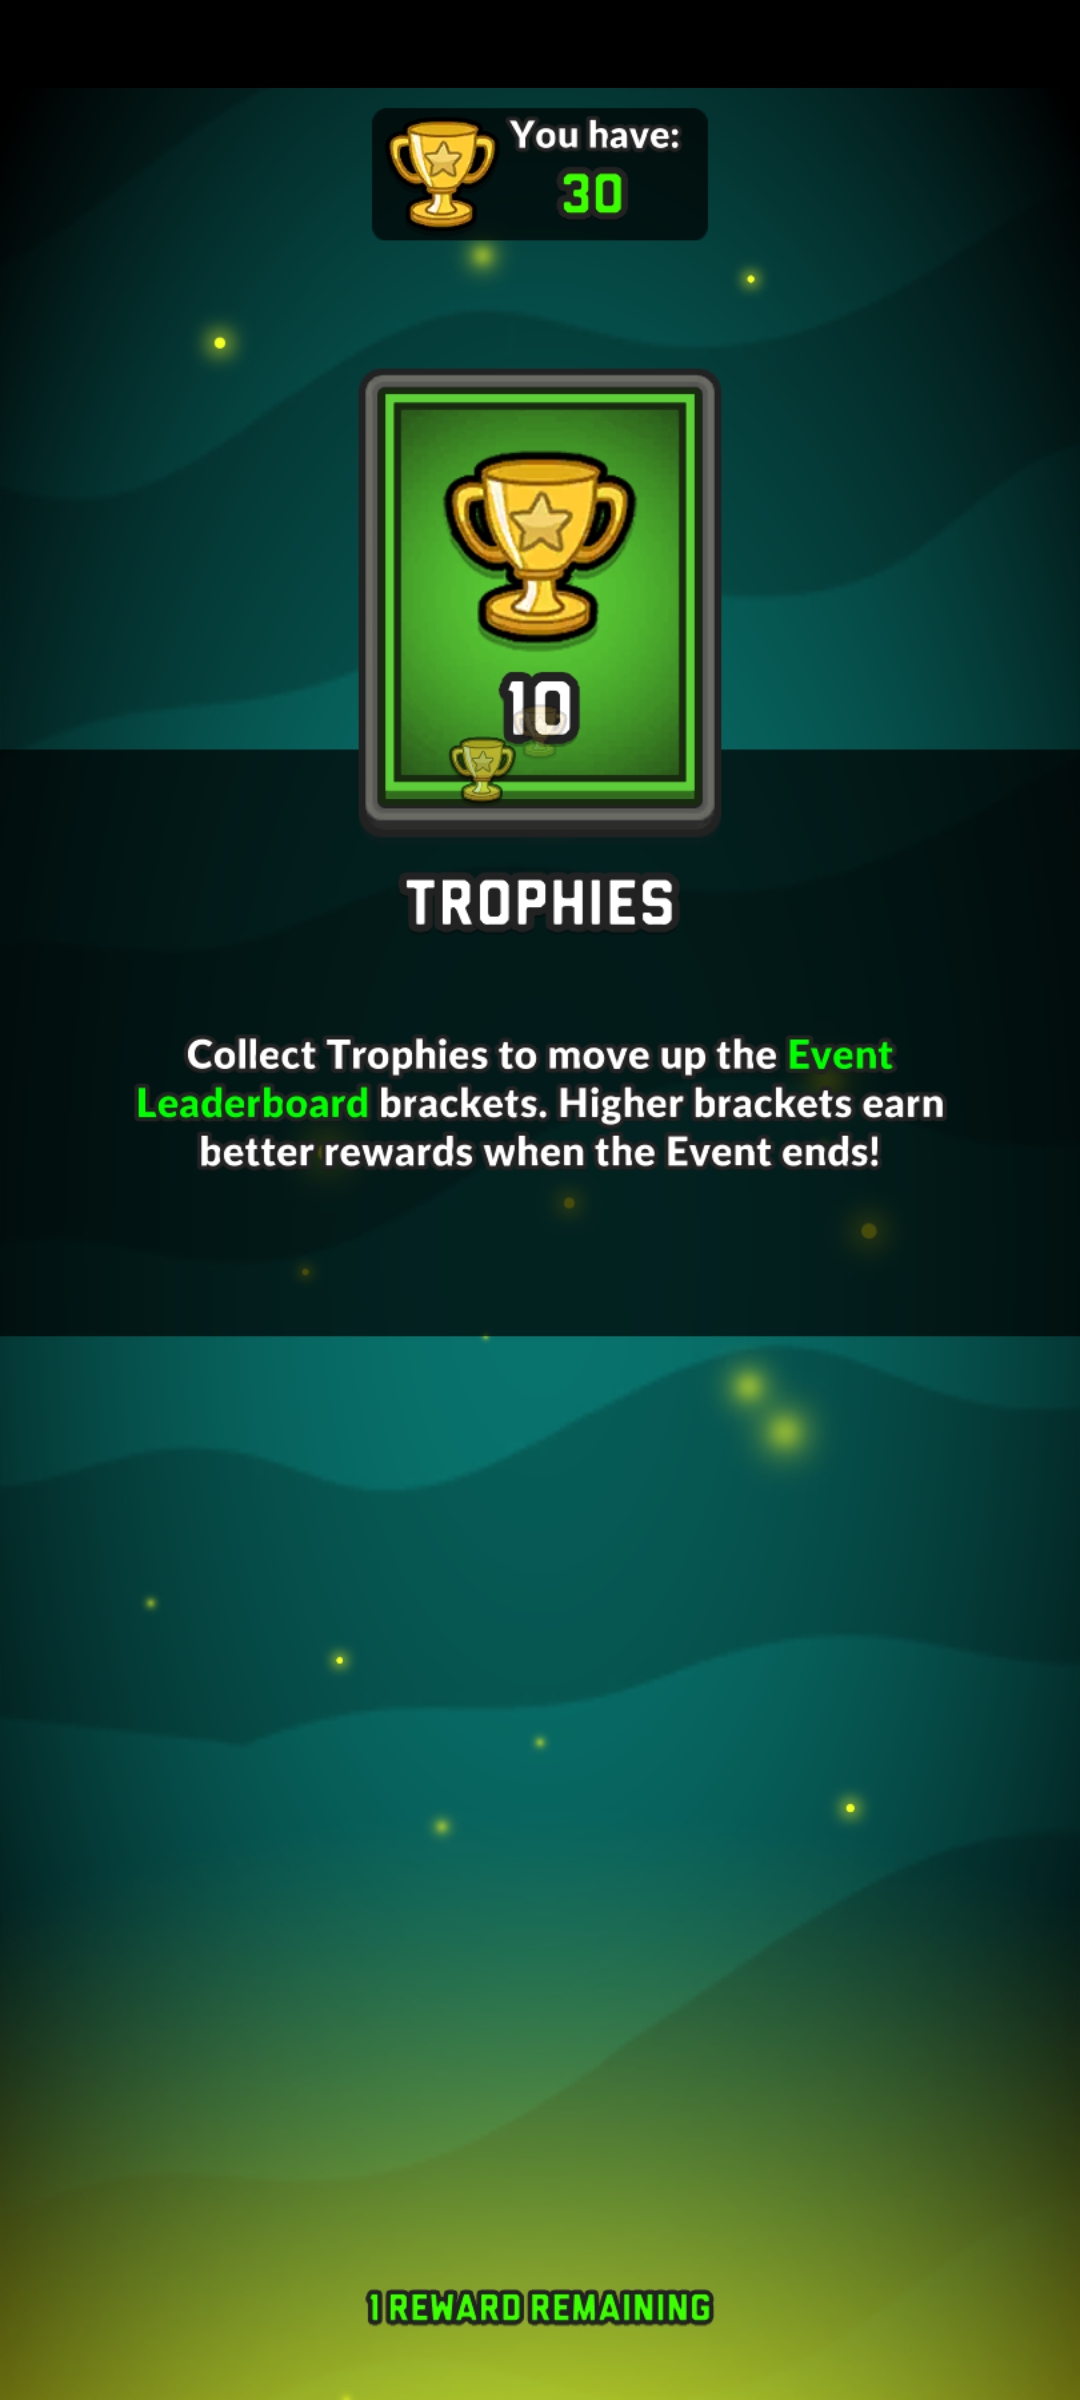 You have:
30
10
TROPHIES
Collect Trophies to move up the Event
Leaderboard brackets. Higher brackets earn
better rewards when the Event ends!
1 REWARD REMAINING